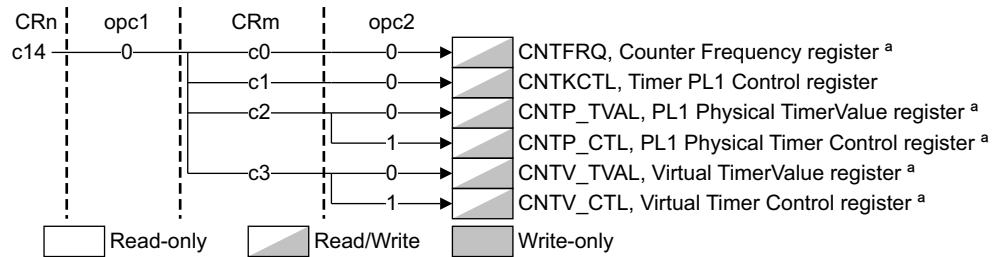 CRn opc1 CRm opc2
c14 0 c0 0 CNTFRQ, Counter Frequency register ª
c1 0 CNTKCTL, Timer PL1 Control register
c2 0 CNTP_TVAL, PL1 Physical TimerValue register ª
1 CNTP_CTL, PL1 Physical Timer Control register ª
c3 0 CNTV_TVAL, Virtual TimerValue register ª
1 CNTV_CTL, Virtual Timer Control register ª
Read-only Read/Write Write-only